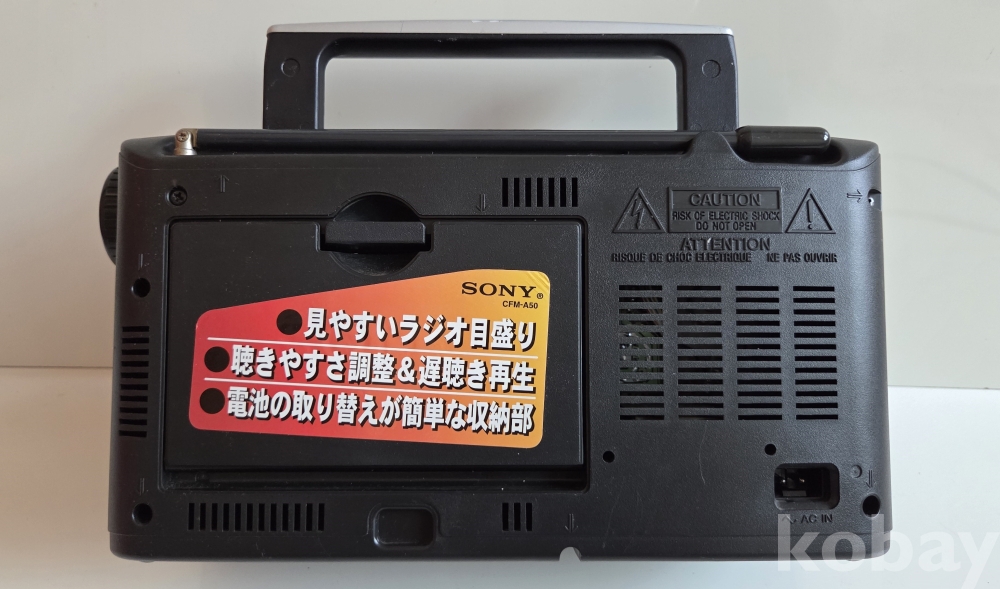 CAUTION
RISK OF ELECTRIC SHOCK
DO NOT OPEN
ATTENTION
RISQUE DE CHOC ELECTRIQUE NE PAS OUVRIR
SONY®
CFM-A50
●見やすいラジオ目盛り
●聴きやすさ調整&遅聴き再生
●電池の取り替えが簡単な収納部
~ AC IN
kobay